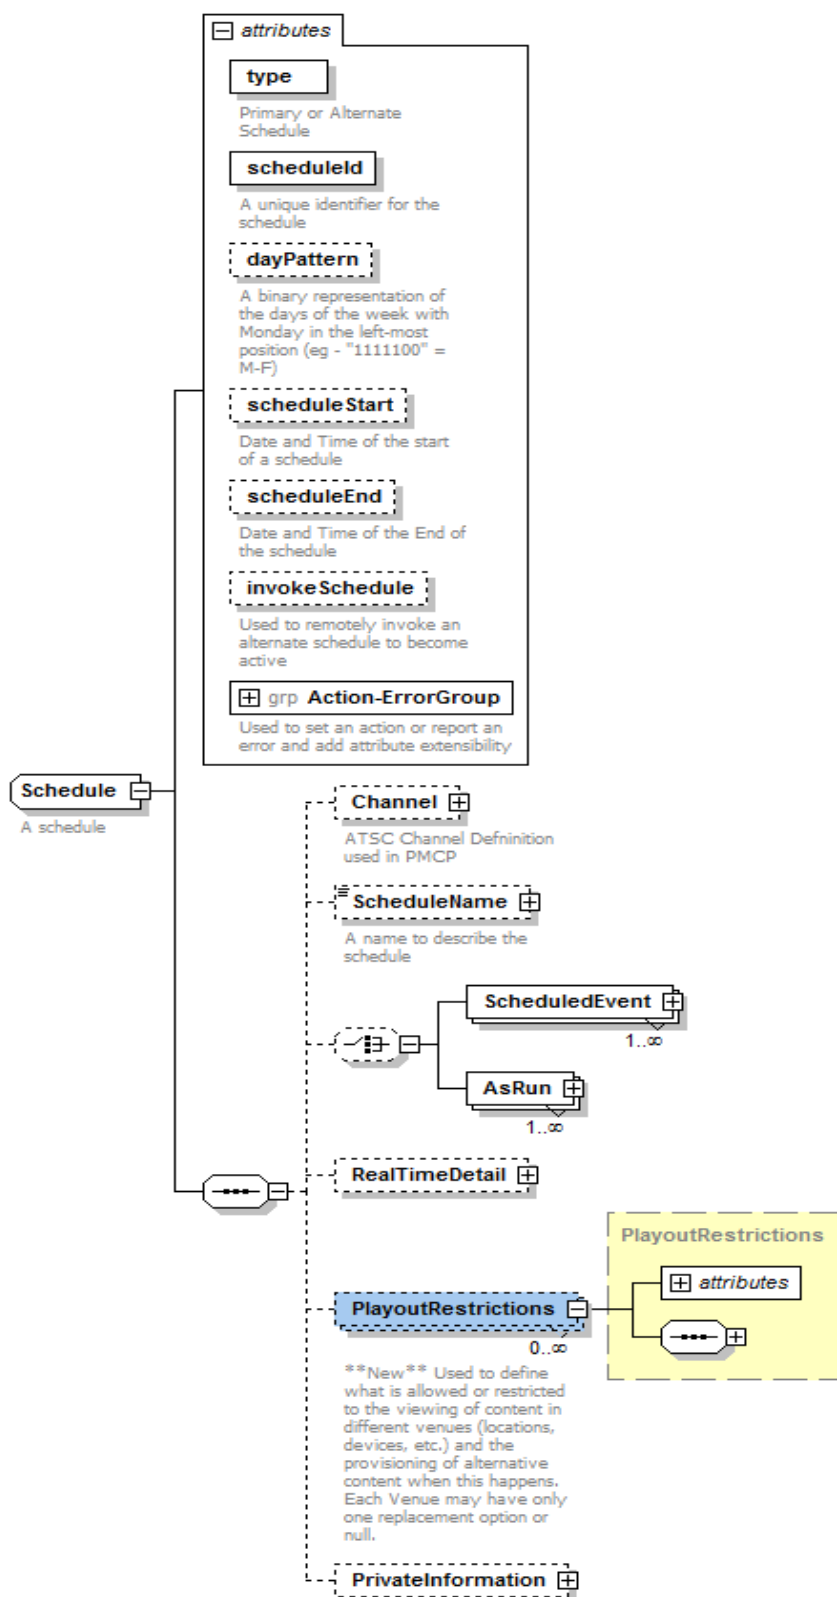 attributes
type
Primary or Alternate
Schedule
scheduleId
A unique identifier for the
schedule
dayPattern
A binary representation of
the days of the week with
Monday in the left-most
position (eg - "1111100" =
M-F)
scheduleStart
Date and Time of the start
of a schedule
scheduleEnd
Date and Time of the End of
the schedule
invokeSchedule
Used to remotely invoke an
alternate schedule to become
active
grp Action-ErrorGroup
Used to set an action or report an
error and add attribute extensibility
Schedule
A schedule
Channel
ATSC Channel Defninition
used in PMCP
ScheduleName
A name to describe the
schedule
ScheduledEvent
1..∞
AsRun
1..∞
RealTimeDetail
PlayoutRestrictions
attributes
PlayoutRestrictions
0..∞
**New** Used to define
what is allowed or restricted
to the viewing of content in
different venues (locations,
devices, etc.) and the
provisioning of alternative
content when this happens.
Each Venue may have only
one replacement option or
null.
PrivateInformation